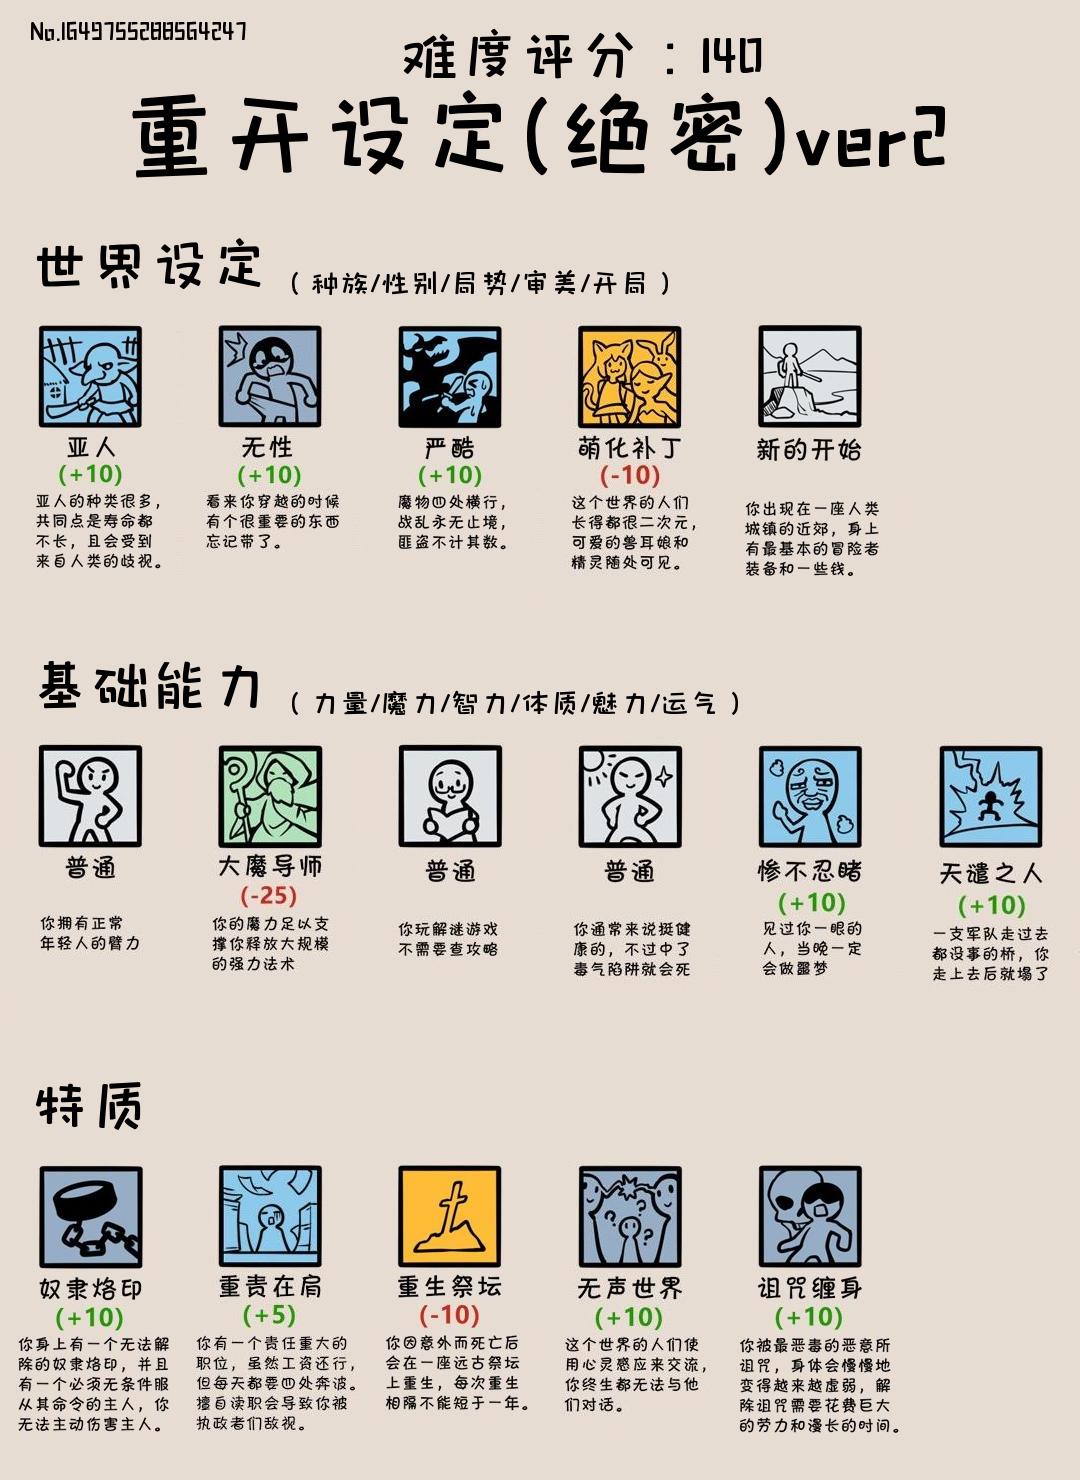 No.1649755288564247
难度评分：140
重开设定(绝密)ver2
世界设定（种族/性别/局势/审美/开局）
亚人
(+10)
亚人的种类很多，
共同点是寿命都
不长，且会受到
来自人类的歧视。
无性
(+10)
看来你穿越的时候
有个很重要的东西
忘记带了。
严酷
(+10)
魔物四处横行，
战乱永无止境，
匪盗不计其数。
萌化补丁
(-10)
这个世界的人们
长得都很二次元，
可爱的兽耳娘和
精灵随处可见。
新的开始
你出现在一座人类
城镇的近郊，身上
有最基本的冒险者
装备和一些钱。
基础能力（力量/魔力/智力/体质/魅力/运气）
普通
你拥有正常
年轻人的臂力
大魔导师
(-25)
你的魔力足以支
撑你释放大规模
的强力法术
普通
你玩解谜游戏
不需要查攻略
普通
你通常来说挺健
康的，不过中了
毒气陷阱就会死
惨不忍睹
(+10)
见过你一眼的
人，当晚一定
会做噩梦
天谴之人
(+10)
一支军队走过去
都没事的桥，你
走上去后就塌了
特质
奴隶烙印
(+10)
你身上有一个无法解
除的奴隶烙印，并且
有一个必须无条件服
从其命令的主人，你
无法主动伤害主人。
重责在肩
(+5)
你有一个责任重大的
职位，虽然工资还行，
但每天都要四处奔波。
擅自渎职会导致你被
执政者们敌视。
重生祭坛
(-10)
你因意外而死亡后
会在一座远古祭坛
上重生，每次重生
相隔不能短于一年。
无声世界
(+10)
这个世界的人们使
用心灵感应来交流，
你终生都无法与他
们对话。
诅咒缠身
(+10)
你被最恶毒的恶意所
诅咒，身体会慢慢地
变得越来越虚弱，解
除诅咒需要花费巨大
的劳力和漫长的时间。